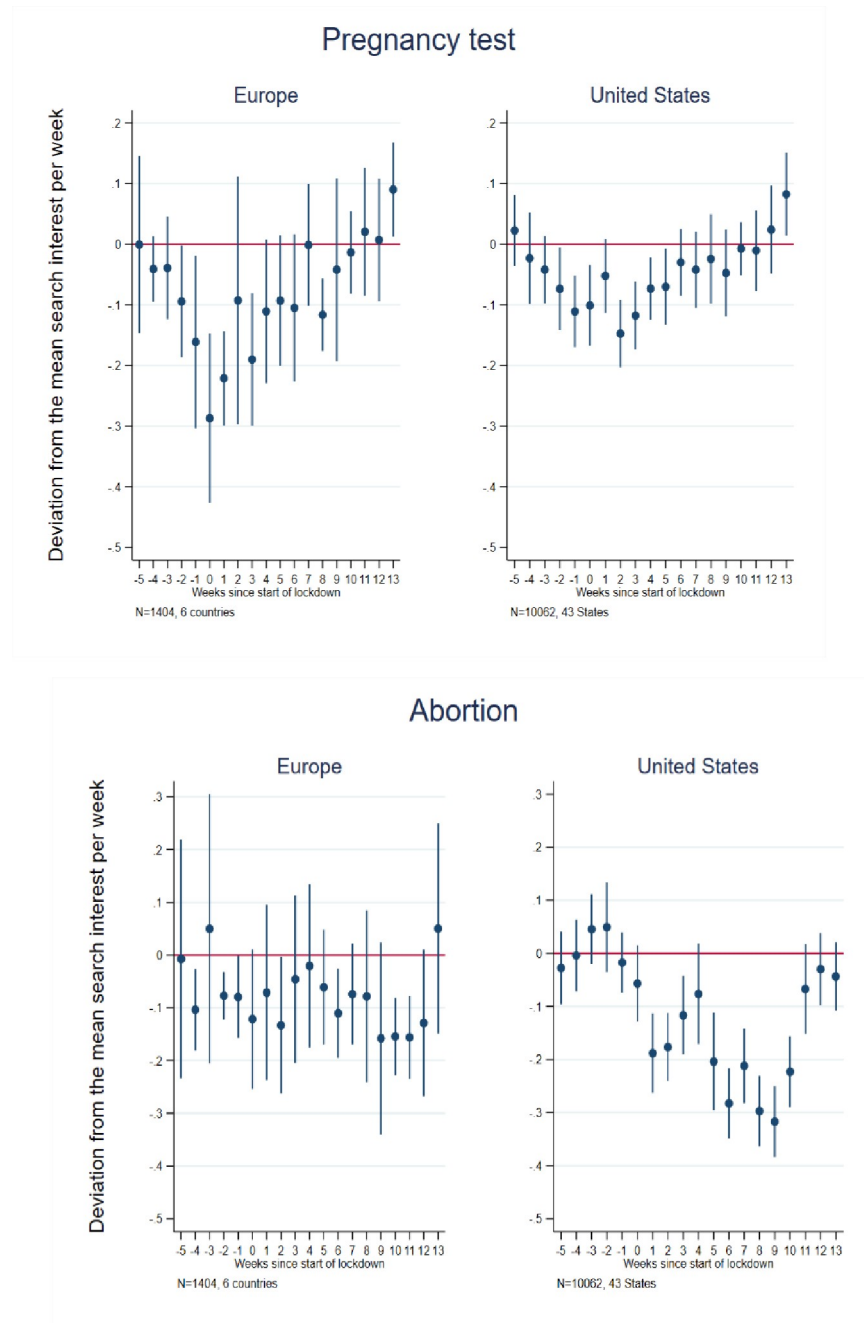 Pregnancy test
Europe
United States
Deviation from the mean search interest per week
.2
.1
0
-.1
-.2
-.3
-.4
-.5
-5 -4 -3 -2 -1 0 1 2 3 4 5 6 7 8 9 10 11 12 13
Weeks since start of lockdown
N=1404, 6 countries
.2
.1
0
-.1
-.2
-.3
-.4
-.5
-5 -4 -3 -2 -1 0 1 2 3 4 5 6 7 8 9 10 11 12 13
Weeks since start of lockdown
N=10062, 43 States
Abortion
Europe
United States
Deviation from the mean search interest per week
.3
.2
.1
0
-.1
-.2
-.3
-.4
-.5
-5 -4 -3 -2 -1 0 1 2 3 4 5 6 7 8 9 10 11 12 13
Weeks since start of lockdown
N=1404, 6 countries
.3
.2
.1
0
-.1
-.2
-.3
-.4
-.5
-5 -4 -3 -2 -1 0 1 2 3 4 5 6 7 8 9 10 11 12 13
Weeks since start of lockdown
N=10062, 43 States